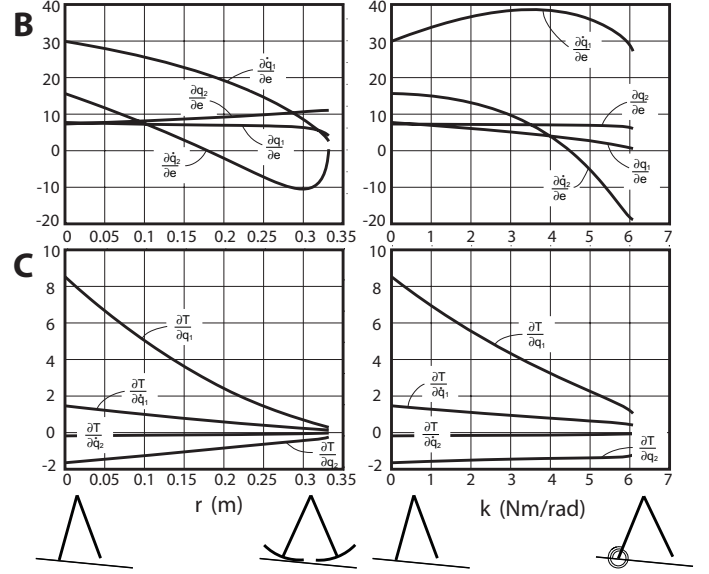 B
40 30 20 10 0 -10 -20
∂q̇₁/∂e
∂q₂/∂e
∂q₁/∂e
∂q̇₂/∂e
0 0.05 0.1 0.15 0.2 0.25 0.3 0.35
40 30 20 10 0 -10 -20
∂q̇₁/∂e
∂q₂/∂e
∂q₁/∂e
∂q̇₂/∂e
0 1 2 3 4 5 6 7
C
10 8 6 4 2 0 -2
∂T/∂q₁
∂T/∂q̇₁
∂T/∂q̇₂
∂T/∂q₂
0 0.05 0.1 0.15 0.2 0.25 0.3 0.35
r (m)
10 8 6 4 2 0 -2
∂T/∂q₁
∂T/∂q̇₁
∂T/∂q̇₂
∂T/∂q₂
0 1 2 3 4 5 6 7
k (Nm/rad)